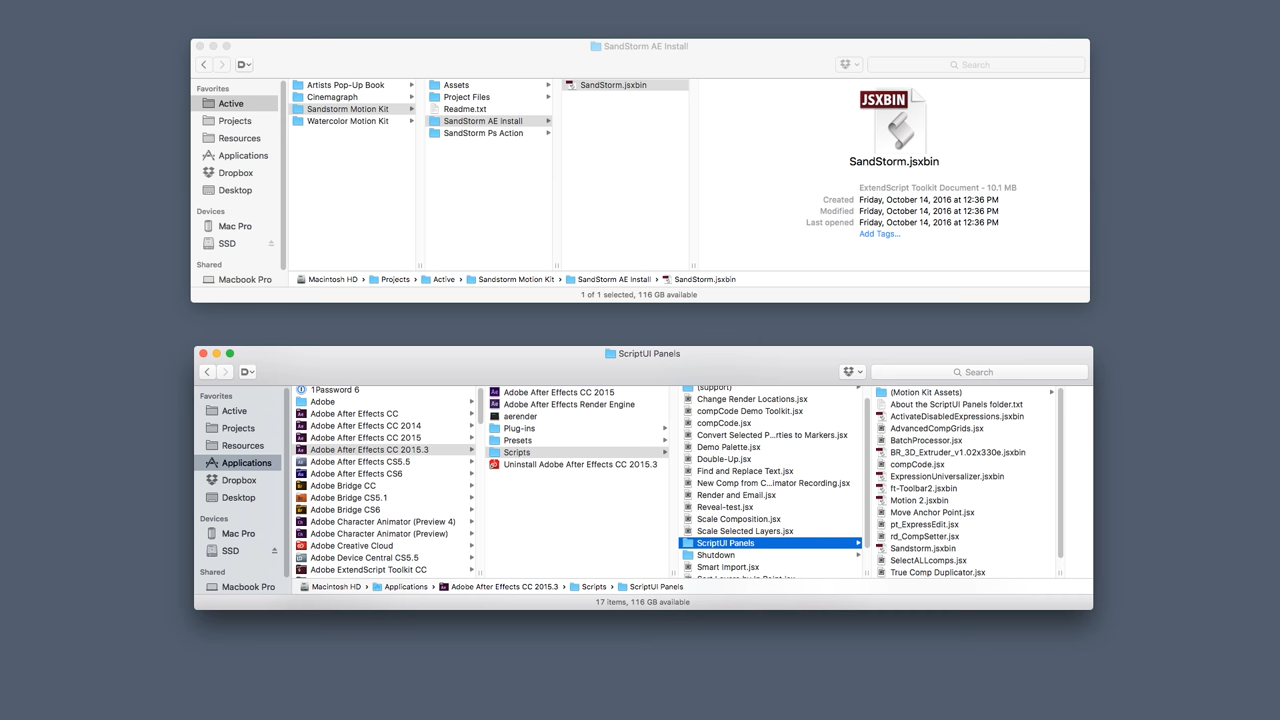 SandStorm AE Install
Search
Favorites
Active
Projects
Resources
Applications
Dropbox
Desktop
Devices
Mac Pro
SSD
Shared
Macbook Pro
Artists Pop-Up Book
Cinemagraph
Sandstorm Motion Kit
Watercolor Motion Kit
Assets
Project Files
Readme.txt
SandStorm AE Install
SandStorm Ps Action
SandStorm.jsxbin
JSXBIN
SandStorm.jsxbin
ExtendScript Toolkit Document - 10.1 MB
Created Friday, October 14, 2016 at 12:36 PM
Modified Friday, October 14, 2016 at 12:36 PM
Last opened Friday, October 14, 2016 at 12:36 PM
Add Tags...
Macintosh HD Projects Active Sandstorm Motion Kit SandStorm AE Install SandStorm.jsxbin
1 of 1 selected, 116 GB available
ScriptUI Panels
Search
Favorites
Active
Projects
Resources
Applications
Dropbox
Desktop
Devices
Mac Pro
SSD
Shared
Macbook Pro
1Password 6
Adobe
Adobe After Effects CC
Adobe After Effects CC 2014
Adobe After Effects CC 2015
Adobe After Effects CC 2015.3
Adobe After Effects CS5.5
Adobe After Effects CS6
Adobe Bridge CC
Adobe Bridge CS5.1
Adobe Bridge CS6
Adobe Character Animator (Preview 4)
Adobe Character Animator (Preview)
Adobe Creative Cloud
Adobe Device Central CS5.5
Adobe ExtendScript Toolkit CC
Adobe After Effects CC 2015
Adobe After Effects Render Engine
aerender
Plug-ins
Presets
Scripts
Uninstall Adobe After Effects CC 2015.3
(support)
Change Render Locations.jsx
compCode Demo Toolkit.jsx
compCode.jsx
Convert Selected P...rties to Markers.jsx
Demo Palette.jsx
Double-Up.jsx
Find and Replace Text.jsx
New Comp from C...imator Recording.jsx
Render and Email.jsx
Reveal-test.jsx
Scale Composition.jsx
Scale Selected Layers.jsx
ScriptUI Panels
Shutdown
Smart Import.jsx
Sort Layers by In Point.jsx
(Motion Kit Assets)
About the ScriptUI Panels folder.txt
ActivateDisabledExpressions.jsxbin
AdvancedCompGrids.jsx
BatchProcessor.jsx
BR_3D_Extruder_v1.02x330e.jsxbin
compCode.jsx
ExpressionUniversalizer.jsxbin
ft-Toolbar2.jsxbin
Motion 2.jsxbin
Move Anchor Point.jsx
pt_ExpressEdit.jsx
rd_CompSetter.jsx
Sandstorm.jsxbin
SelectALLcomps.jsx
True Comp Duplicator.jsx
Macintosh HD Applications Adobe After Effects CC 2015.3 Scripts ScriptUI Panels
17 items, 116 GB available